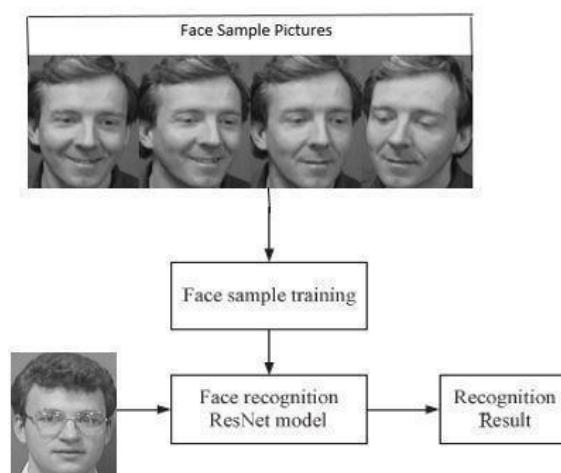 Face Sample Pictures
Face sample training
Face recognition
ResNet model
Recognition
Result